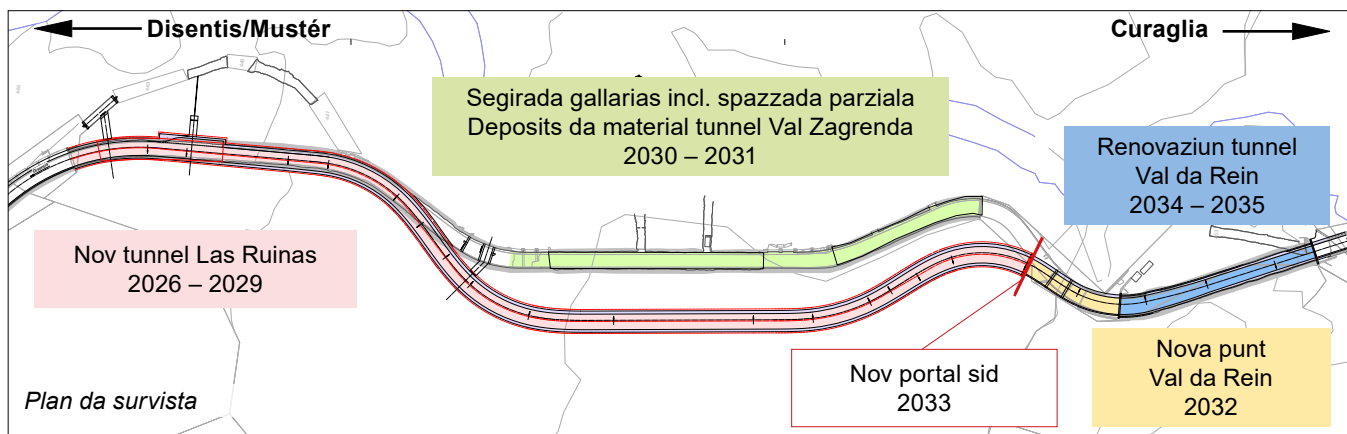 Disentis/Mustér
Curaglia
Segirada gallarias incl. spazzada parziala
Deposits da material tunnel Val Zagrenda
2030 – 2031
Renovaziun tunnel
Val da Rein
2034 – 2035
Nov tunnel Las Ruinas
2026 – 2029
Nov portal sid
2033
Nova punt
Val da Rein
2032
Plan da survista